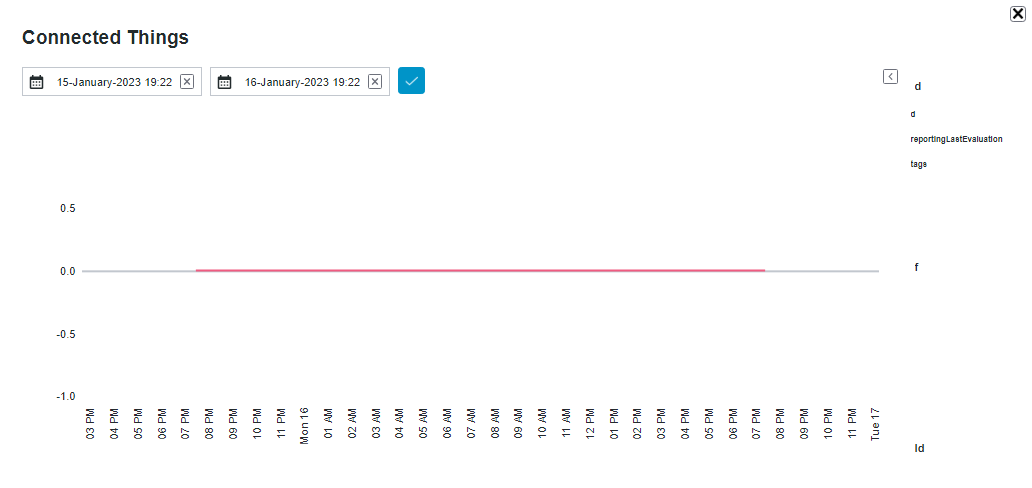 Connected Things
15-January-2023 19:22
16-January-2023 19:22
d
d
reportingLastEvaluation
tags
f
ld
0.5
0.0
-0.5
-1.0
03 PM
04 PM
05 PM
06 PM
07 PM
08 PM
09 PM
10 PM
11 PM
Mon 16
01 AM
02 AM
03 AM
04 AM
05 AM
06 AM
07 AM
08 AM
09 AM
10 AM
11 AM
12 PM
01 PM
02 PM
03 PM
04 PM
05 PM
06 PM
07 PM
08 PM
09 PM
10 PM
11 PM
Tue 17